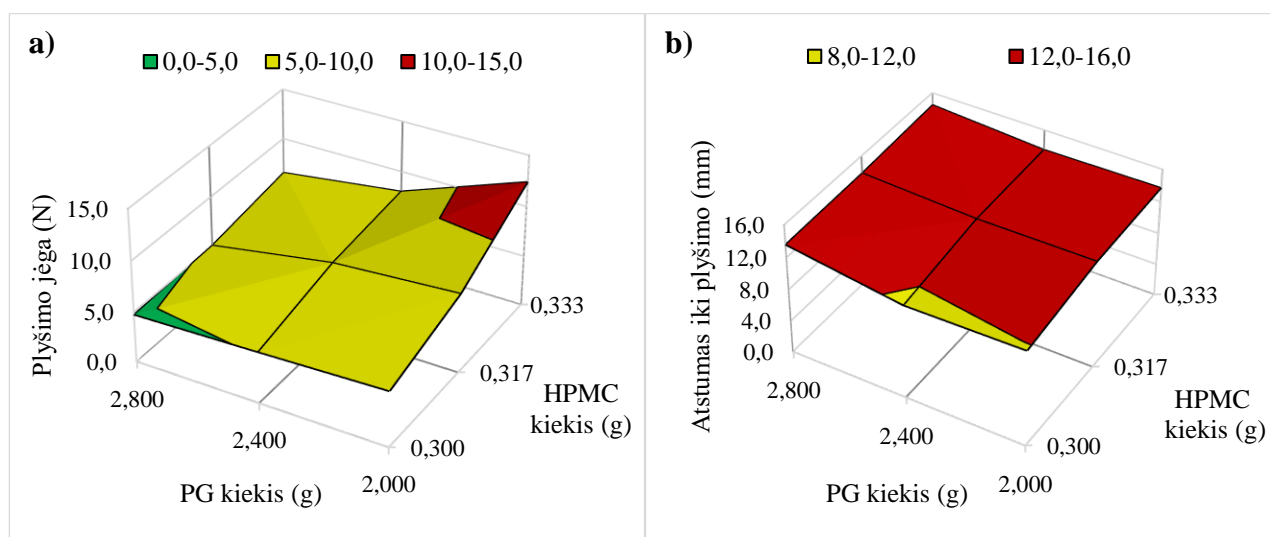 a)
0,0-5,0 5,0-10,0 10,0-15,0
Plyšimo jėga (N)
15,0
10,0
5,0
0,0
2,800
2,400
2,000
PG kiekis (g)
0,333
0,317
0,300
HPMC
kiekis (g)
b)
8,0-12,0 12,0-16,0
Atstumas iki plyšimo (mm)
16,0
12,0
8,0
4,0
0,0
2,800
2,400
2,000
PG kiekis (g)
0,333
0,317
0,300
HPMC
kiekis (g)